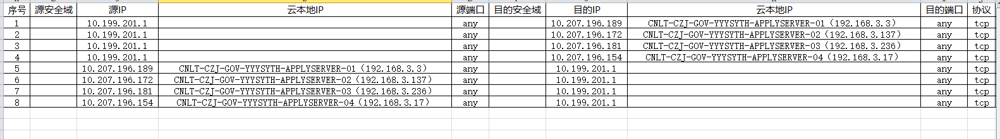 序号 源安全域 源IP 云本地IP 源端口 目的安全域 目的IP 云本地IP 目的端口 协议
1 10.199.201.1 any 10.207.196.189 CNLT-CZJ-GOV-YYYSYTH-APPLYSERVER-01（192.168.3.3） any tcp
2 10.199.201.1 any 10.207.196.172 CNLT-CZJ-GOV-YYYSYTH-APPLYSERVER-02（192.168.3.137） any tcp
3 10.199.201.1 any 10.207.196.181 CNLT-CZJ-GOV-YYYSYTH-APPLYSERVER-03（192.168.3.236） any tcp
4 10.199.201.1 any 10.207.196.154 CNLT-CZJ-GOV-YYYSYTH-APPLYSERVER-04（192.168.3.17） any tcp
5 10.207.196.189 CNLT-CZJ-GOV-YYYSYTH-APPLYSERVER-01（192.168.3.3） any 10.199.201.1 any tcp
6 10.207.196.172 CNLT-CZJ-GOV-YYYSYTH-APPLYSERVER-02（192.168.3.137） any 10.199.201.1 any tcp
7 10.207.196.181 CNLT-CZJ-GOV-YYYSYTH-APPLYSERVER-03（192.168.3.236） any 10.199.201.1 any tcp
8 10.207.196.154 CNLT-CZJ-GOV-YYYSYTH-APPLYSERVER-04（192.168.3.17） any 10.199.201.1 any tcp